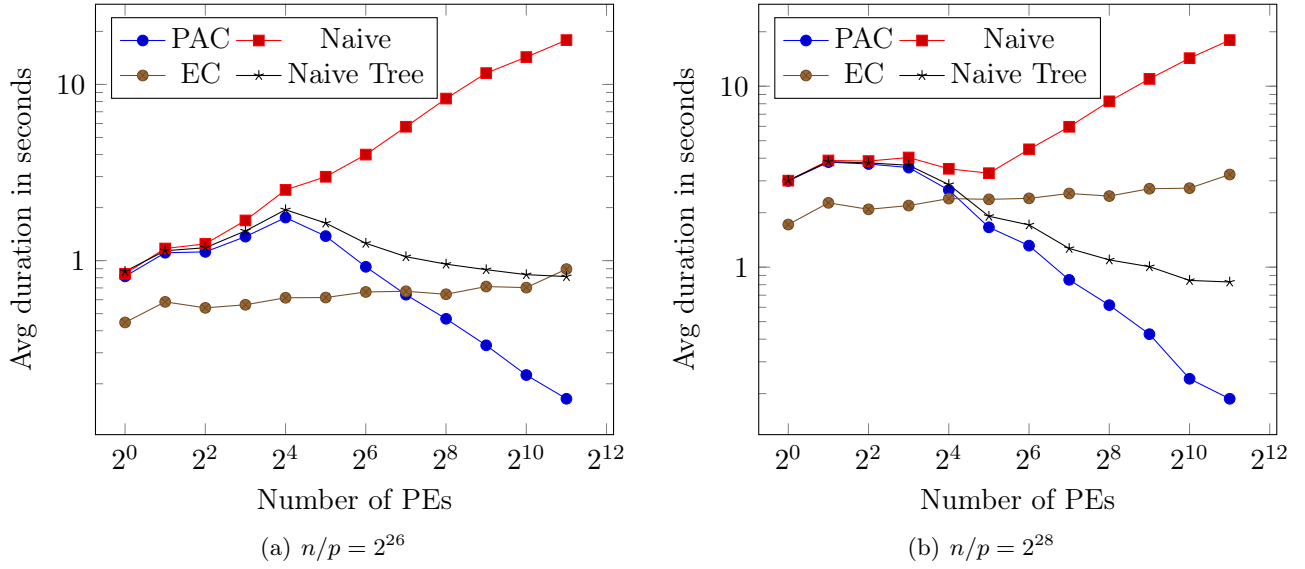 PAC Naive
EC Naive Tree
Avg duration in seconds
10
1
2^0 2^2 2^4 2^6 2^8 2^10 2^12
Number of PEs
(a) n/p = 2^26
PAC Naive
EC Naive Tree
Avg duration in seconds
10
1
2^0 2^2 2^4 2^6 2^8 2^10 2^12
Number of PEs
(b) n/p = 2^28